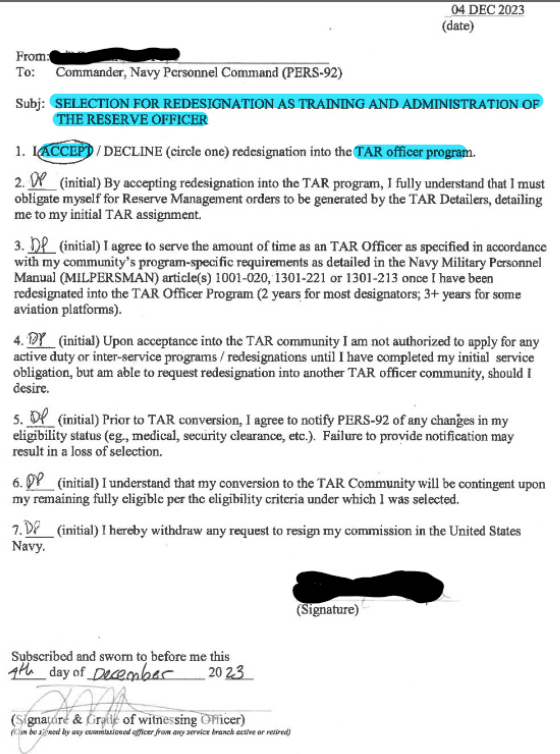 04 DEC 2023
(date)
From:
To: Commander, Navy Personnel Command (PERS-92)
Subj: SELECTION FOR REDESIGNATION AS TRAINING AND ADMINISTRATION OF
THE RESERVE OFFICER
1. I ACCEPT / DECLINE (circle one) redesignation into the TAR officer program.
2. DP (initial) By accepting redesignation into the TAR program, I fully understand that I must
obligate myself for Reserve Management orders to be generated by the TAR Detailers, detailing
me to my initial TAR assignment.
3. DP (initial) I agree to serve the amount of time as an TAR Officer as specified in accordance
with my community's program-specific requirements as detailed in the Navy Military Personnel
Manual (MILPERSMAN) article(s) 1001-020, 1301-221 or 1301-213 once I have been
redesignated into the TAR Officer Program (2 years for most designators; 3+ years for some
aviation platforms).
4. DP (initial) Upon acceptance into the TAR community I am not authorized to apply for any
active duty or inter-service programs / redesignations until I have completed my initial service
obligation, but am able to request redesignation into another TAR officer community, should I
desire.
5. DP (initial) Prior to TAR conversion, I agree to notify PERS-92 of any changes in my
eligibility status (eg., medical, security clearance, etc.). Failure to provide notification may
result in a loss of selection.
6. DP (initial) I understand that my conversion to the TAR Community will be contingent upon
my remaining fully eligible per the eligibility criteria under which I was selected.
7. DP (initial) I hereby withdraw any request to resign my commission in the United States
Navy.
(Signature)
Subscribed and sworn to before me this
4th day of December 2023
(Signature & Grade of witnessing Officer)
(Can be signed by any commissioned officer from any service branch active or retired)